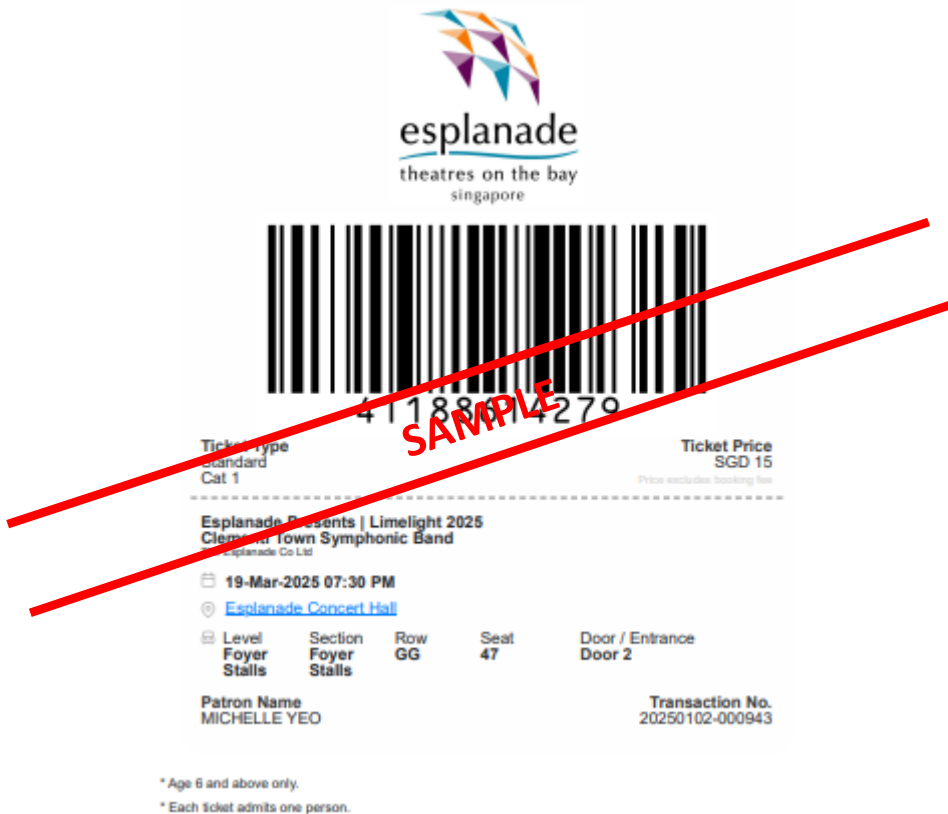 esplanade
theatres on the bay
singapore
41188614279
SAMPLE
Ticket Type
Standard
Cat 1
Ticket Price
SGD 15
Price excludes booking fee
Esplanade Presents | Limelight 2025
Clementi Town Symphonic Band
The Esplanade Co Ltd
19-Mar-2025 07:30 PM
Esplanade Concert Hall
Level Section Row Seat Door / Entrance
Foyer Foyer GG 47 Door 2
Stalls Stalls
Patron Name
MICHELLE YEO
Transaction No.
20250102-000943
* Age 6 and above only.
* Each ticket admits one person.